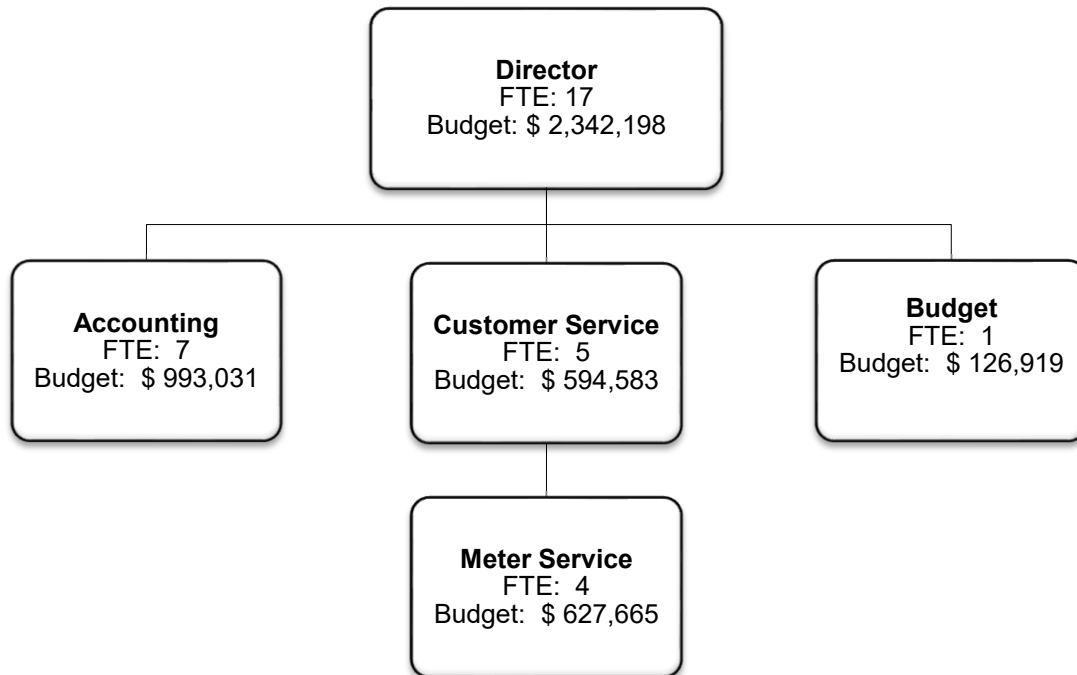 Director
FTE: 17
Budget: $ 2,342,198
Accounting
FTE:  7
Budget:  $ 993,031
Customer Service
FTE:  5
Budget:  $ 594,583
Budget
FTE:  1
Budget:  $ 126,919
Meter Service
FTE:  4
Budget:  $ 627,665